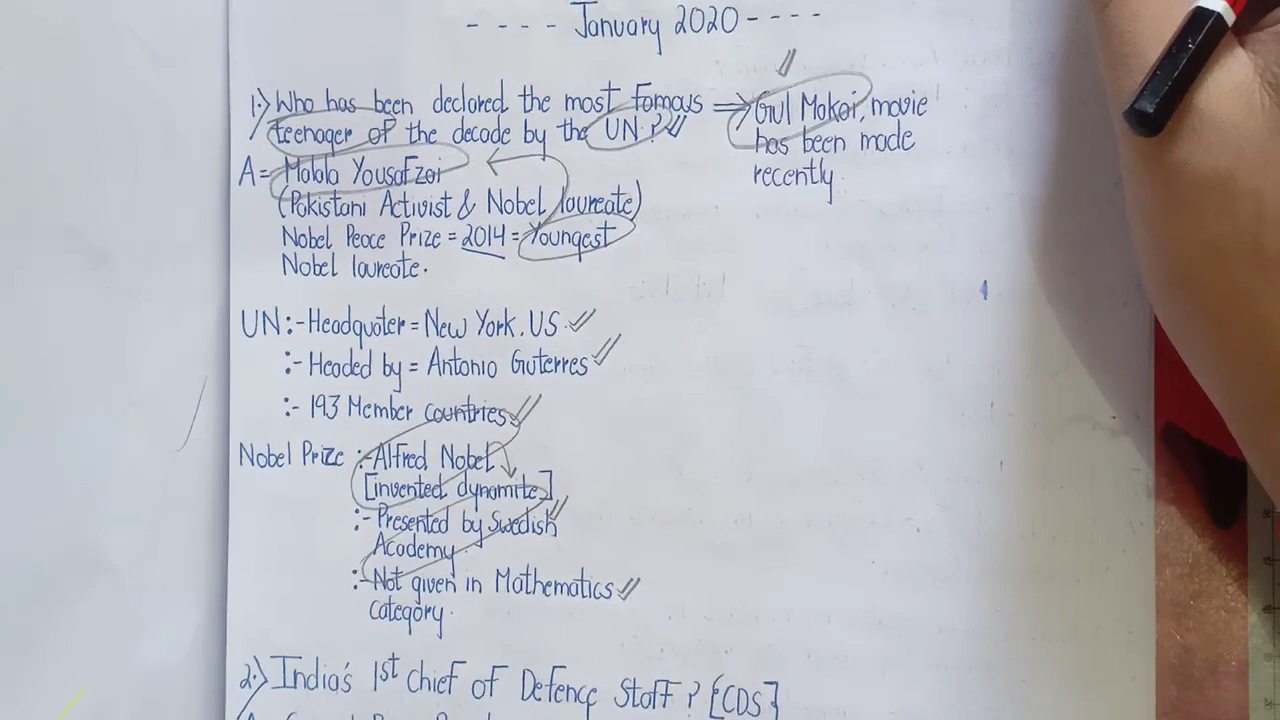 - - - - January 2020 - - - -
1.) Who has been declared the most famous
teenager of the decade by the UN ?
=> Gul Makai, movie
has been made
recently.
A = Malala Yousafzai
(Pakistani Activist & Nobel laureate)
Nobel Peace Prize = 2014 = Youngest
Nobel laureate.
UN :- Headquater = New York, US
:- Headed by = Antonio Guterres
:- 193 Member countries
Nobel Prize :- Alfred Nobel
[invented dynamite]
:- Presented by Swedish
Academy.
:- Not given in Mathematics
category.
2.) India's 1st chief of Defence Staff ? [CDS]